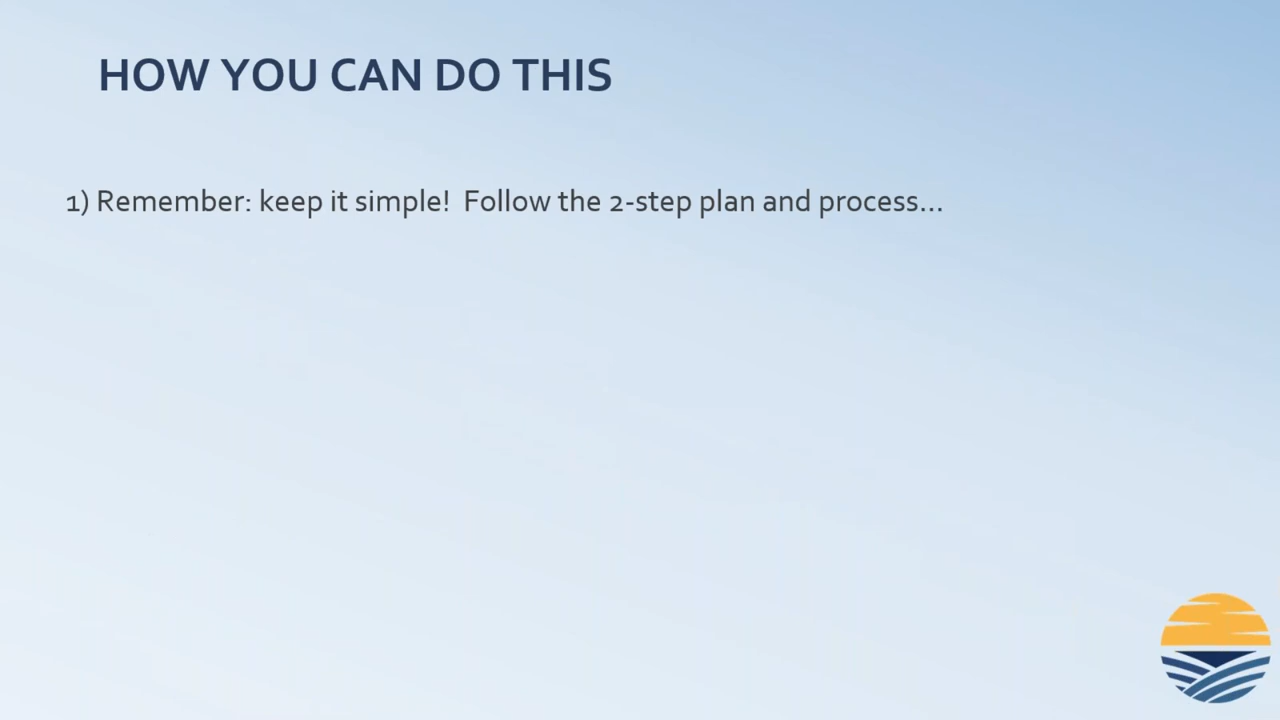 HOW YOU CAN DO THIS
1) Remember: keep it simple!  Follow the 2-step plan and process...